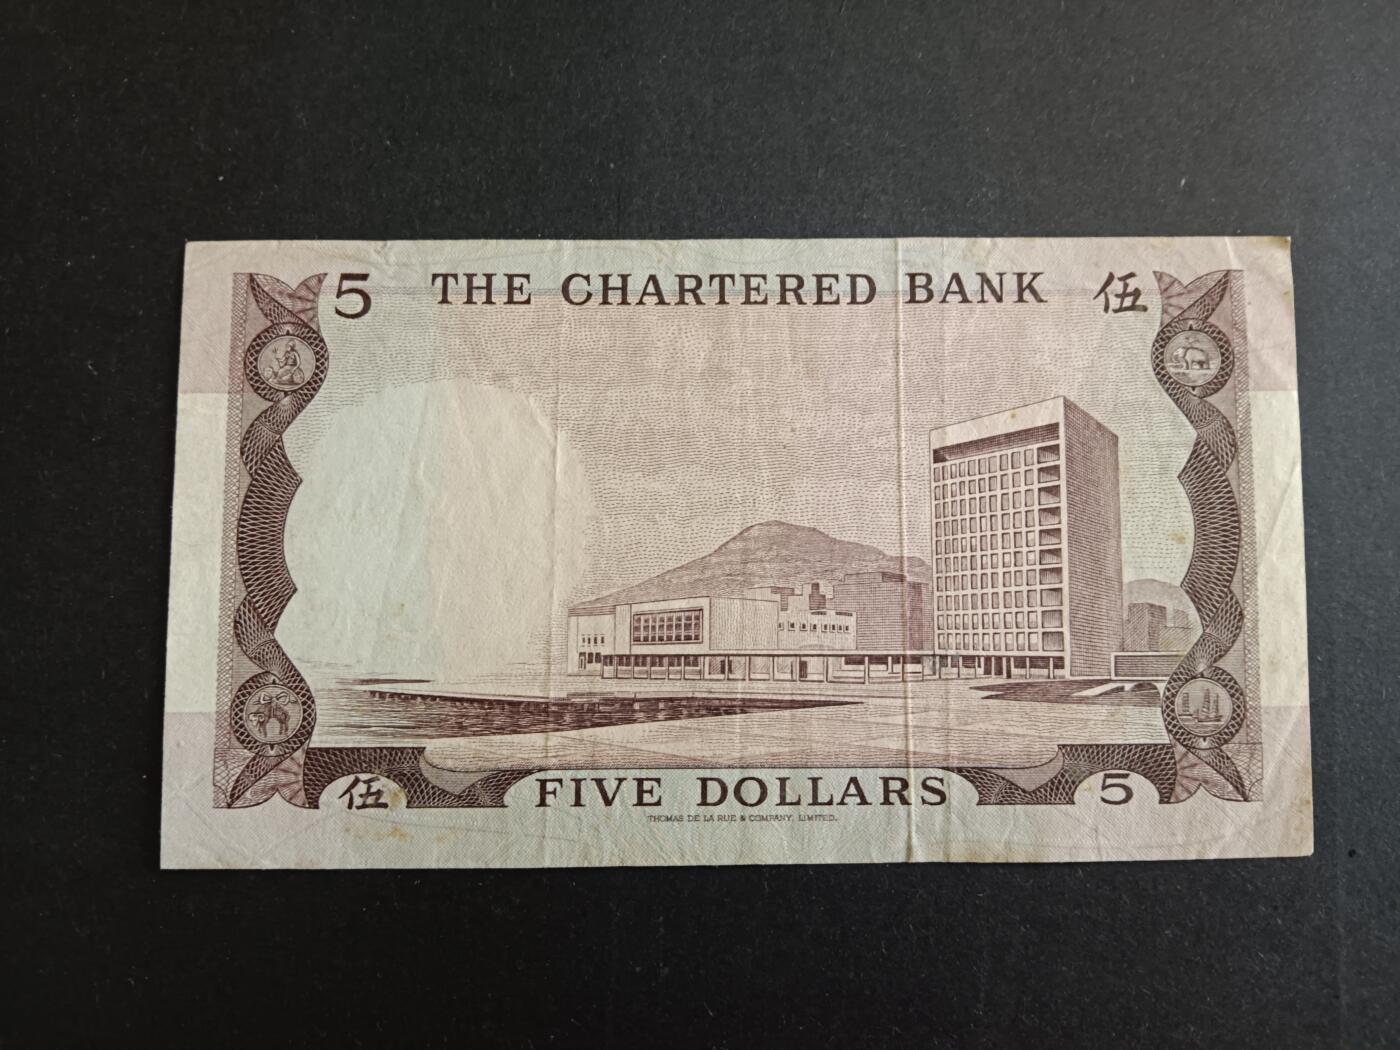 5 THE CHARTERED BANK 伍
伍 FIVE DOLLARS 5
THOMAS DE LA RUE & COMPANY, LIMITED.